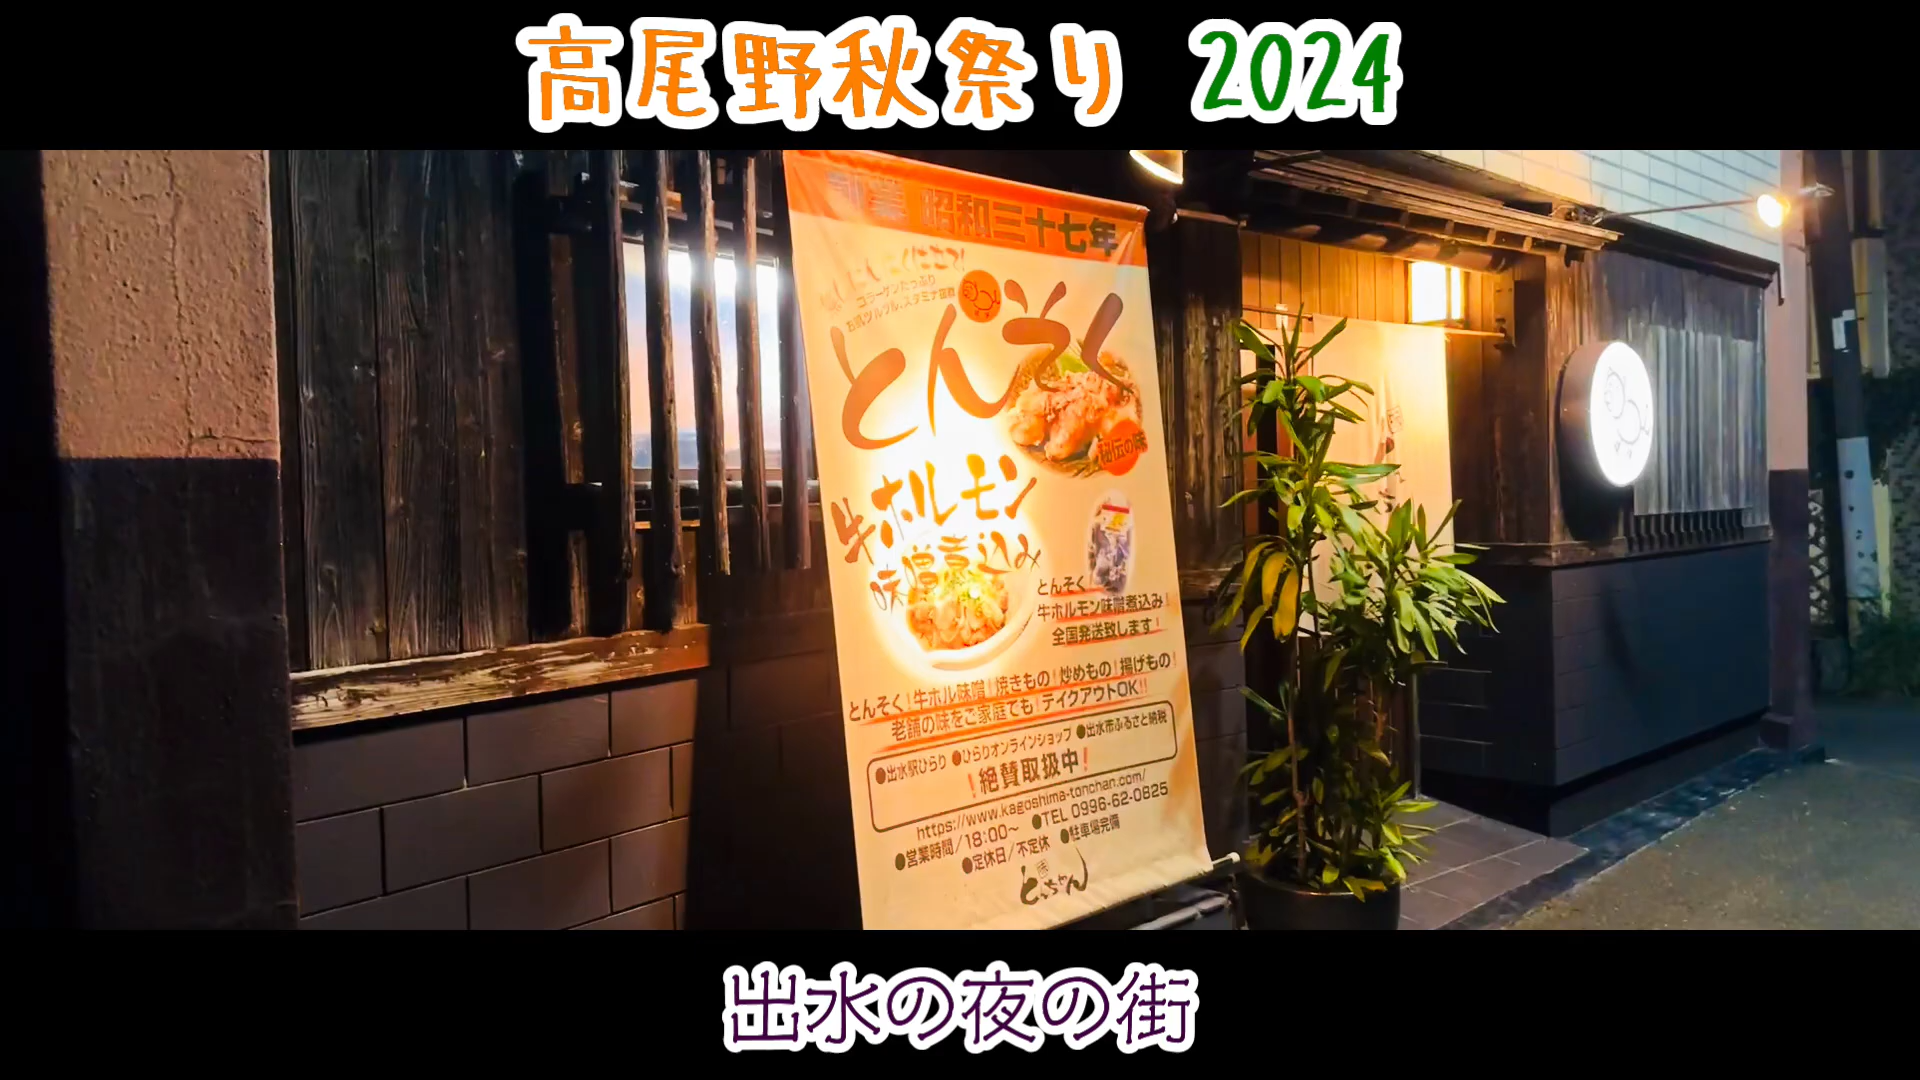 高尾野秋祭り 2024
創業 昭和三十七年
コラーゲンたっぷり
とんそく
秘伝の味
牛ホルモン
味噌煮込み
とんそく
牛ホルモン味噌煮込み!
全国発送致します!
とんそく!牛ホル味噌!焼きもの!炒めもの!揚げもの!
老舗の味をご家庭でも!テイクアウトOK!!
●出水駅ひらり ●ひらりオンラインショップ ●出水市ふるさと納税
!絶賛取扱中!
https://www.kagoshima-tonchan.com/
●営業時間/18:00~ ●TEL 0996-62-0825
●定休日/不定休 ●駐車場完備
とんちゃん
出水の夜の街